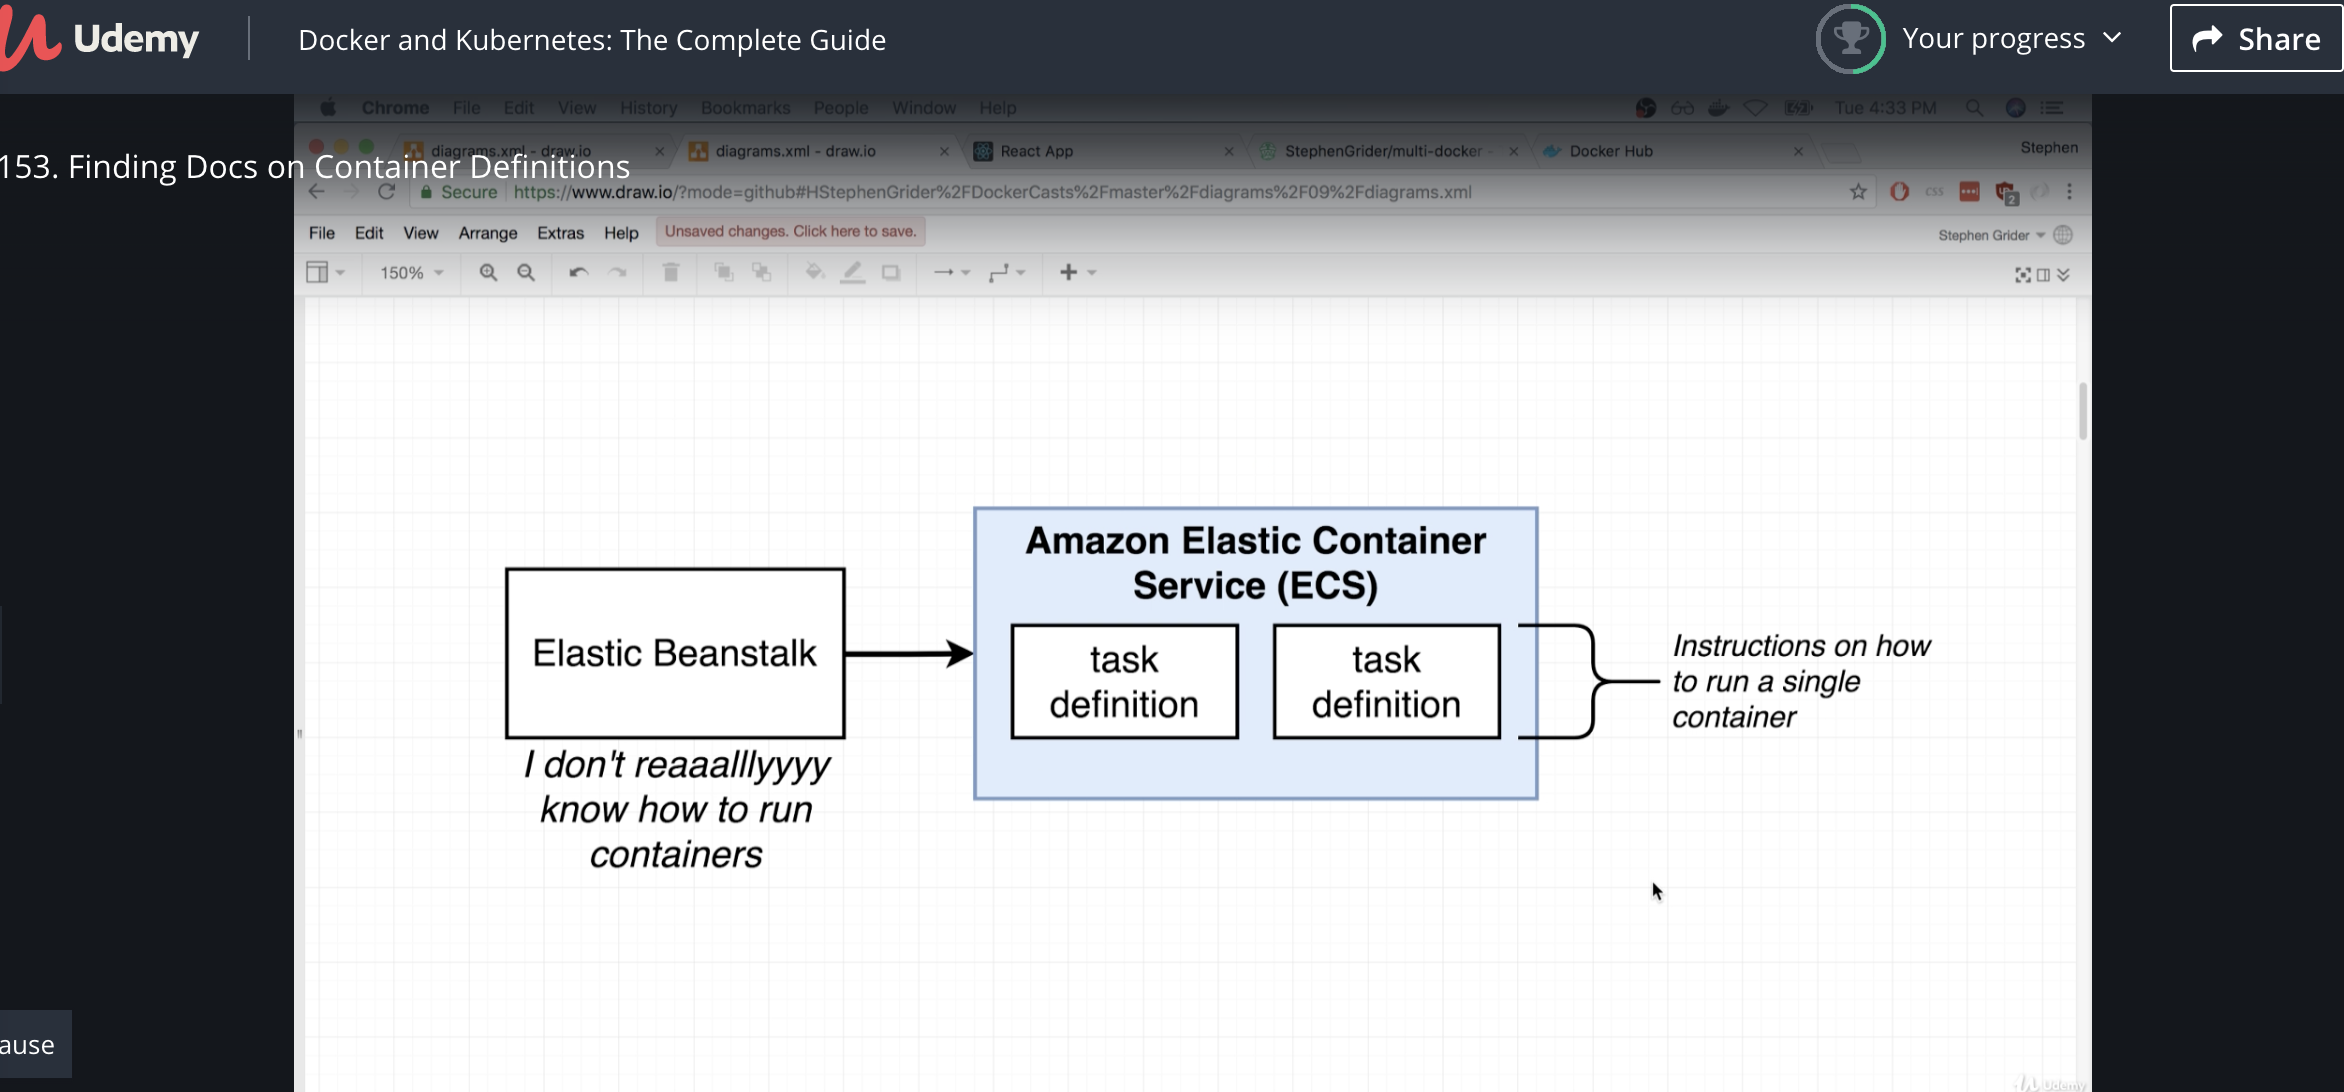 Udemy
Docker and Kubernetes: The Complete Guide
Your progress
Share
Chrome File Edit View History Bookmarks People Window Help
Tue 4:33 PM
153. Finding Docs on Container Definitions
diagrams.xml - draw.io
diagrams.xml - draw.io
React App
StephenGrider/multi-docker -
Docker Hub
Stephen
Secure
https://www.draw.io/?mode=github#HStephenGrider%2FDockerCasts%2Fmaster%2Fdiagrams%2F09%2Fdiagrams.xml
css
2
File Edit View Arrange Extras Help
Unsaved changes. Click here to save.
Stephen Grider
150%
Elastic Beanstalk
I don't reaaalllyyyy
know how to run
containers
Amazon Elastic Container
Service (ECS)
task
definition
task
definition
Instructions on how
to run a single
container
ause
Udemy